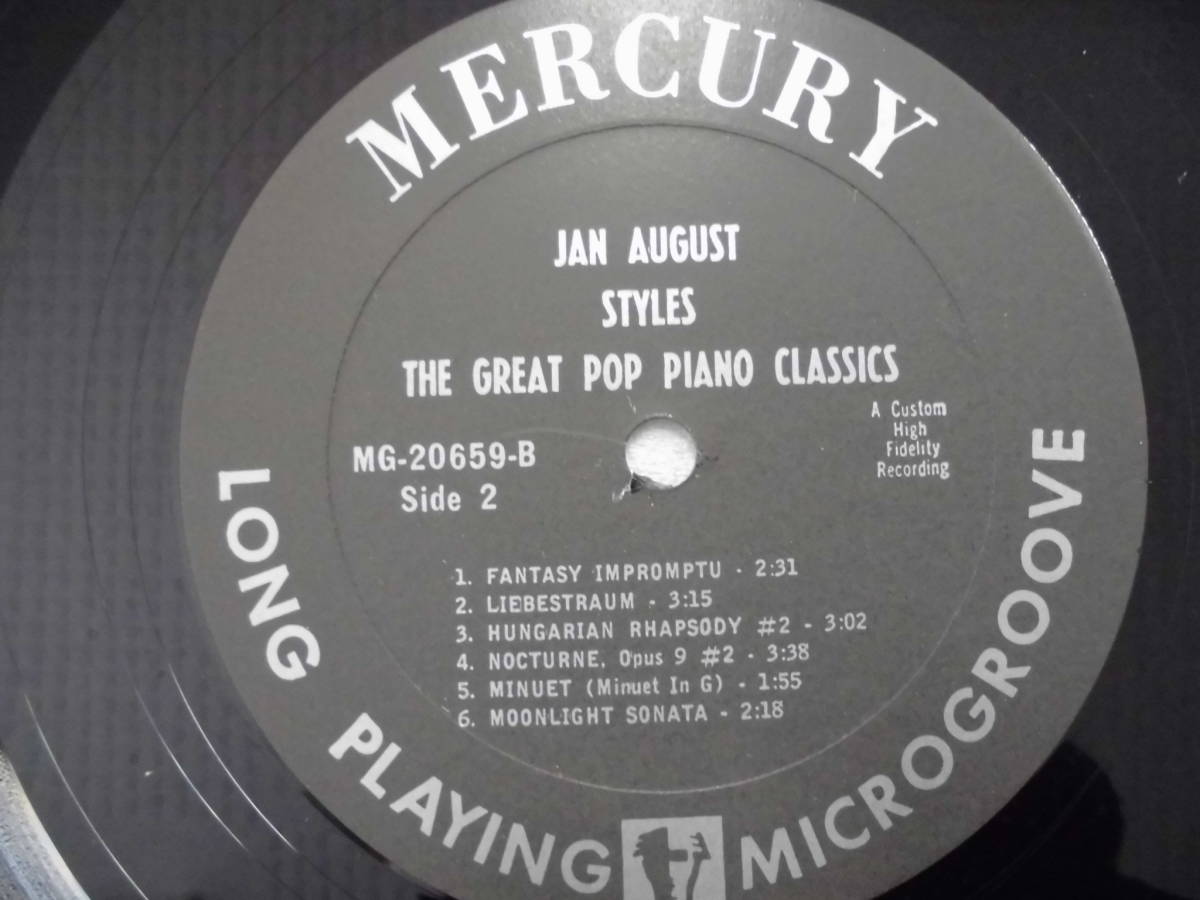 MERCURY
JAN AUGUST
STYLES
THE GREAT POP PIANO CLASSICS
A Custom
High
Fidelity
Recording
MG-20659-B
Side 2
1. FANTASY IMPROMPTU - 2:31
2. LIEBESTRAUM - 3:15
3. HUNGARIAN RHAPSODY #2 - 3:02
4. NOCTURNE, Opus 9 #2 - 3:38
5. MINUET (Minuet In G) - 1:55
6. MOONLIGHT SONATA - 2:18
LONG PLAYING MICROGROOVE